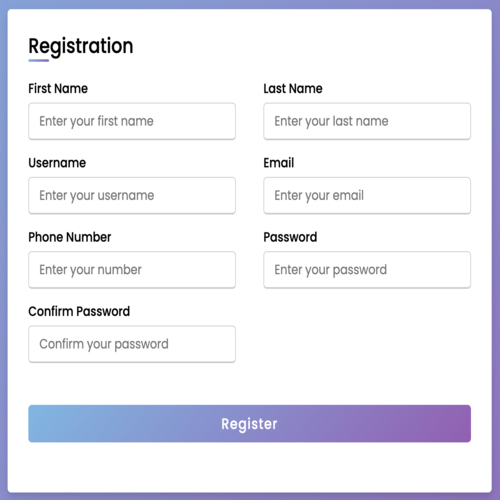 Registration
First Name
Last Name
Enter your first name
Enter your last name
Username
Email
Enter your username
Enter your email
Phone Number
Password
Enter your number
Enter your password
Confirm Password
Confirm your password
Register